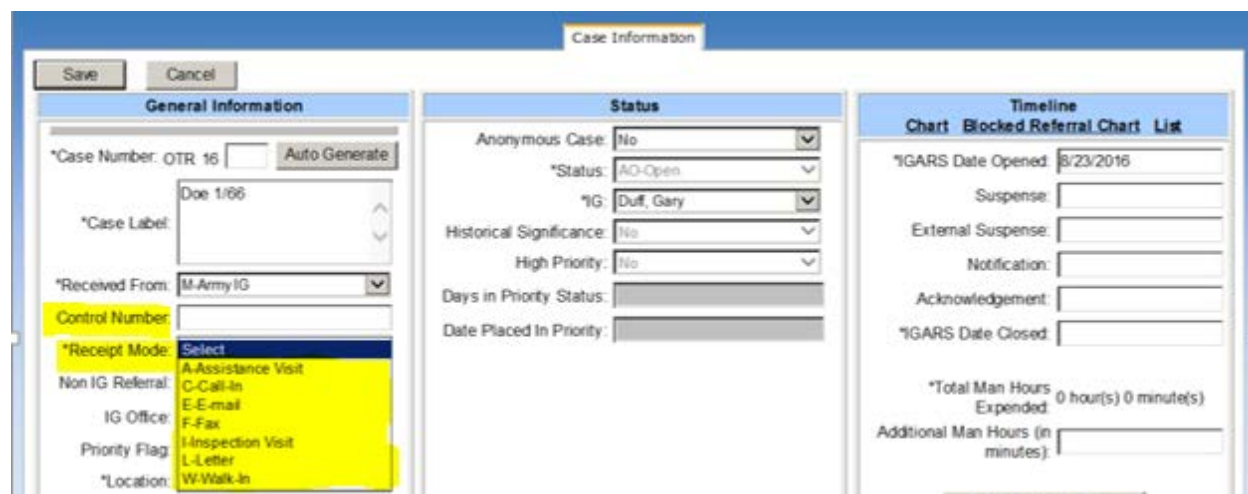 Case Information
Save Cancel
General Information
*Case Number: OTR 16 Auto Generate
*Case Label: Doe 1/66
*Received From: M-Army IG
Control Number:
*Receipt Mode: Select
A-Assistance Visit
Non IG Referral: C-Call-In
E-E-mail
IG Office: F-Fax
I-Inspection Visit
Priority Flag: L-Letter
*Location: W-Walk-In
Status
Anonymous Case: No
*Status: AO-Open
*IG: Duff, Gary
Historical Significance: No
High Priority: No
Days in Priority Status:
Date Placed In Priority:
Timeline
Chart Blocked Referral Chart List
*IGARS Date Opened: 8/23/2016
Suspense:
External Suspense:
Notification:
Acknowledgement:
*IGARS Date Closed:
*Total Man Hours
Expended: 0 hour(s) 0 minute(s)
Additional Man Hours (in
minutes):